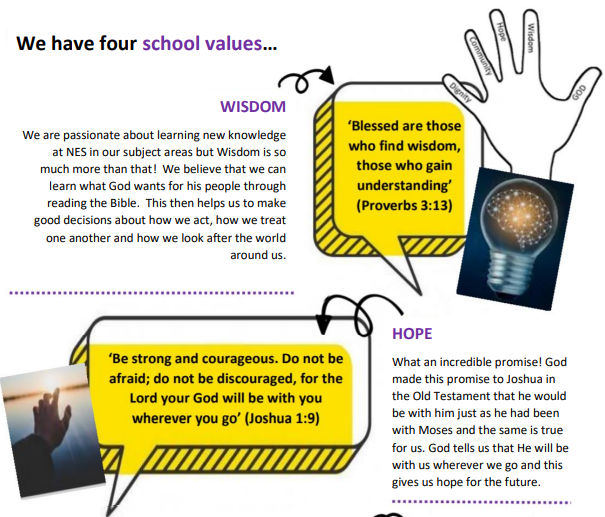 We have four school values...
Dignity
Community
Hope
Wisdom
GOD
WISDOM
We are passionate about learning new knowledge
at NES in our subject areas but Wisdom is so
much more than that!  We believe that we can
learn what God wants for his people through
reading the Bible.  This then helps us to make
good decisions about how we act, how we treat
one another and how we look after the world
around us.
‘Blessed are those
who find wisdom,
those who gain
understanding’
(Proverbs 3:13)
‘Be strong and courageous. Do not be
afraid; do not be discouraged, for the
Lord your God will be with you
wherever you go’ (Joshua 1:9)
HOPE
What an incredible promise! God
made this promise to Joshua in
the Old Testament that he would
be with him just as he had been
with Moses and the same is true
for us. God tells us that He will be
with us wherever we go and this
gives us hope for the future.